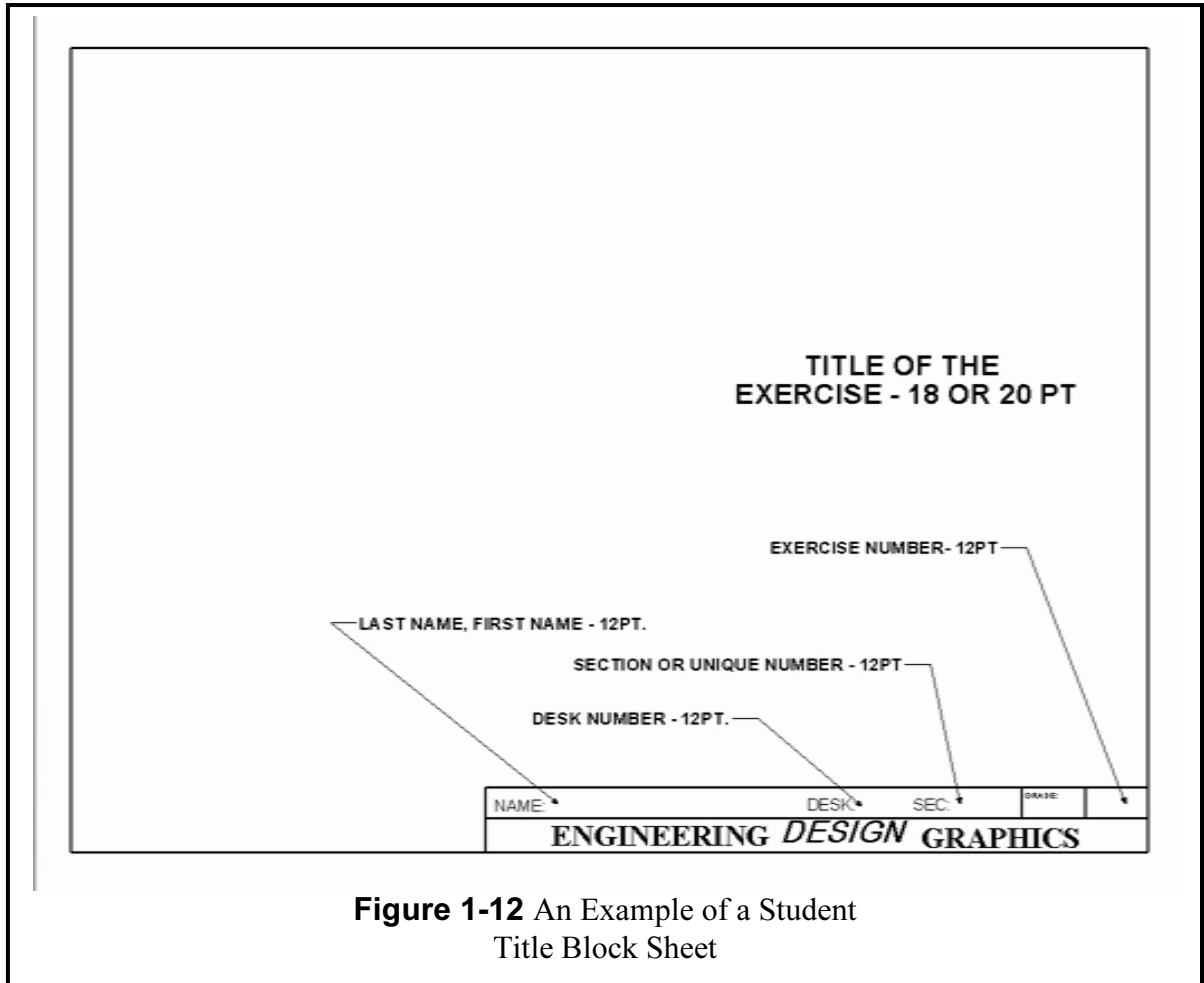 TITLE OF THE
EXERCISE - 18 OR 20 PT
EXERCISE NUMBER- 12PT
LAST NAME, FIRST NAME - 12PT.
SECTION OR UNIQUE NUMBER - 12PT
DESK NUMBER - 12PT.
NAME: DESK: SEC: GRADE:
ENGINEERING DESIGN GRAPHICS
Figure 1-12 An Example of a Student
Title Block Sheet